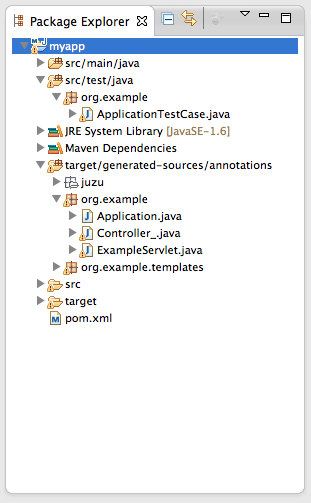 Package Explorer
myapp
src/main/java
src/test/java
org.example
ApplicationTestCase.java
JRE System Library [JavaSE-1.6]
Maven Dependencies
target/generated-sources/annotations
juzu
org.example
Application.java
Controller_.java
ExampleServlet.java
org.example.templates
src
target
pom.xml